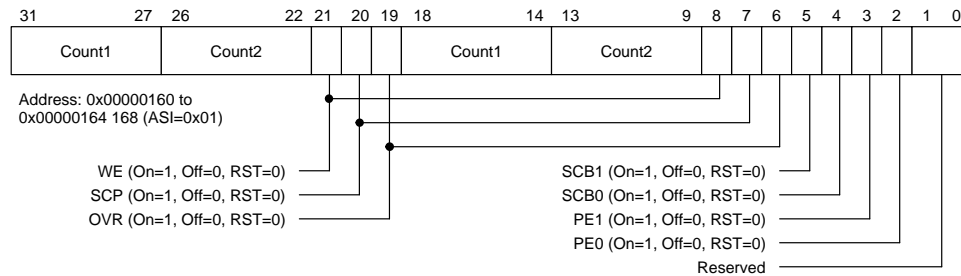 31 27 26 22 21 20 19 18 14 13 9 8 7 6 5 4 3 2 1 0
Count1 Count2 Count1 Count2
Address: 0x00000160 to
0x00000164 168 (ASI=0x01)
WE (On=1, Off=0, RST=0) SCB1 (On=1, Off=0, RST=0)
SCP (On=1, Off=0, RST=0) SCB0 (On=1, Off=0, RST=0)
OVR (On=1, Off=0, RST=0) PE1 (On=1, Off=0, RST=0)
PE0 (On=1, Off=0, RST=0)
Reserved